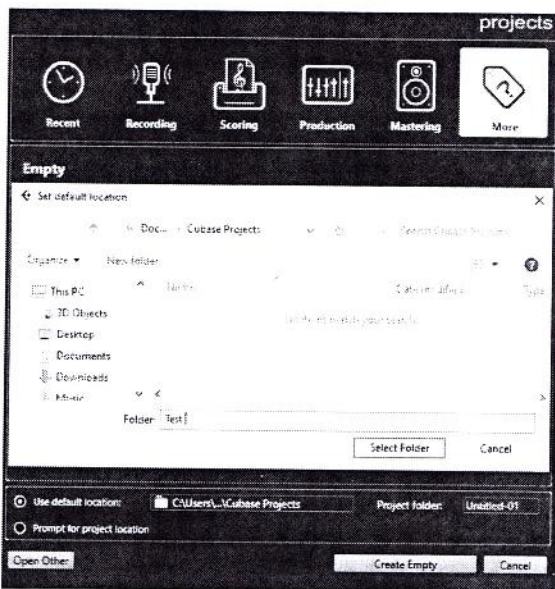 projects
Recent Recording Scoring Production Mastering More
Empty
Set default location
Doc... Cubase Projects
Organize New folder
This PC
3D Objects
Desktop
Documents
Downloads
Music
Folder: Test
Select Folder Cancel
Use default location: C:\Users\...\Cubase Projects Project folder: Untitled-01
Prompt for project location
Open Other Create Empty Cancel